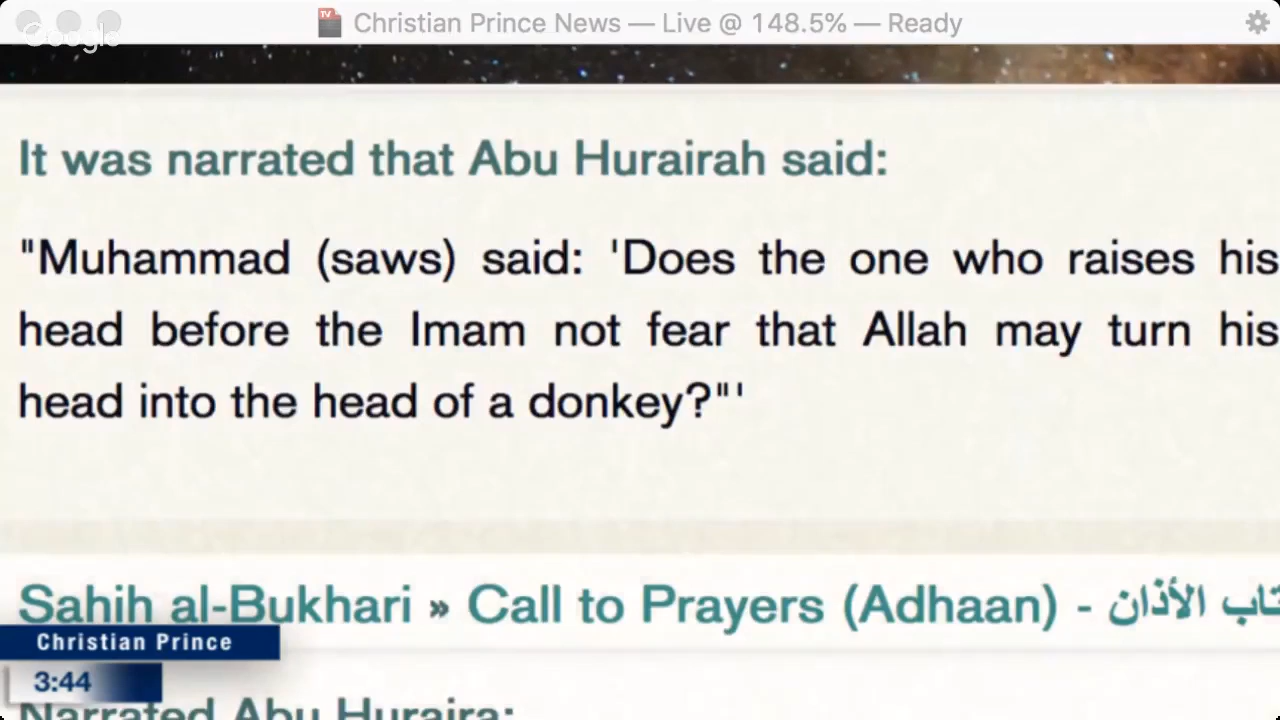 Google
TV
Christian Prince News — Live @ 148.5% — Ready
It was narrated that Abu Hurairah said:
"Muhammad (saws) said: 'Does the one who raises his
head before the Imam not fear that Allah may turn his
head into the head of a donkey?"'
Sahih al-Bukhari » Call to Prayers (Adhaan) - تاب الأذان
Christian Prince
3:44
Narrated Abu Huraira: